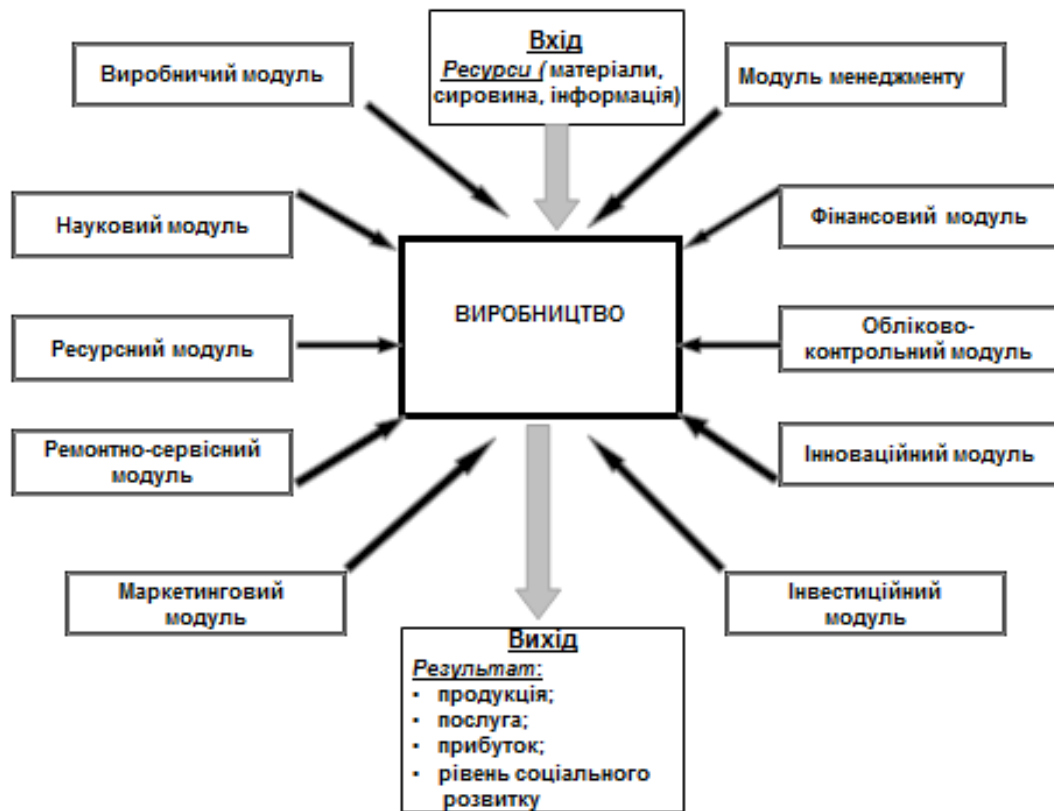 Вхід
Ресурси ( матеріали,
сировина, інформація)
Виробничий модуль
Модуль менеджменту
Науковий модуль
Фінансовий модуль
ВИРОБНИЦТВО
Ресурсний модуль
Обліково-
контрольний модуль
Ремонтно-сервісний
модуль
Інноваційний модуль
Маркетинговий
модуль
Інвестиційний
модуль
Вихід
Результат:
• продукція;
• послуга;
• прибуток;
• рівень соціального
розвитку